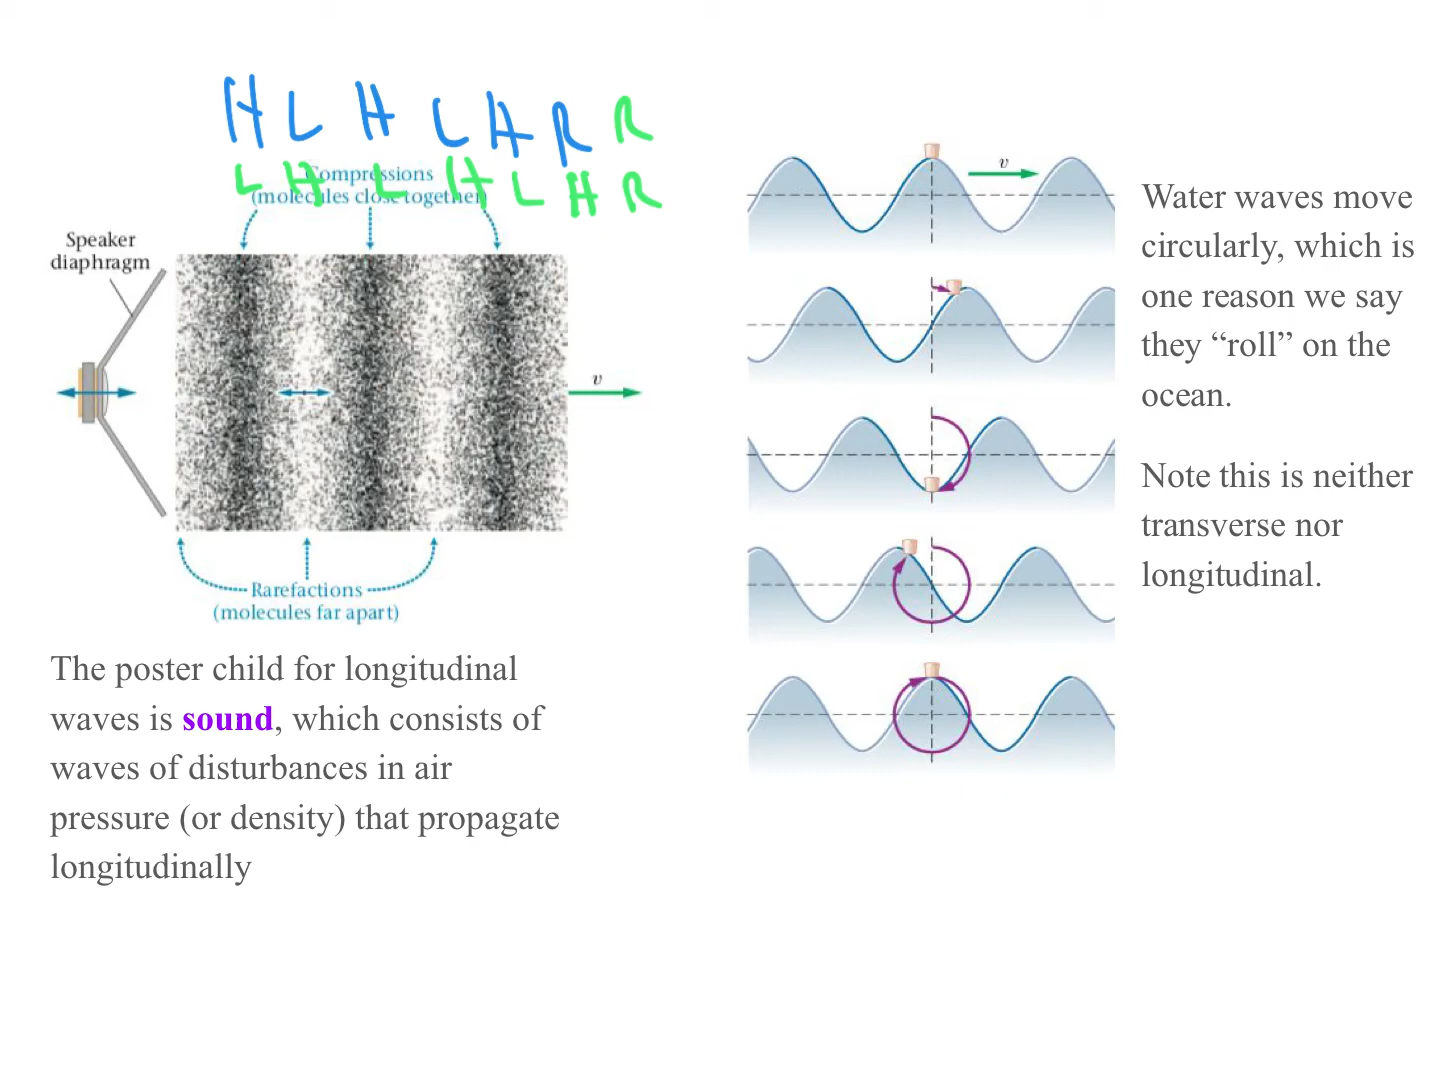 H L H L H R R
L H L H L H R
Compressions
(molecules close together)
Speaker
diaphragm
v
Rarefactions
(molecules far apart)
The poster child for longitudinal
waves is sound, which consists of
waves of disturbances in air
pressure (or density) that propagate
longitudinally
v
Water waves move
circularly, which is
one reason we say
they “roll” on the
ocean.
Note this is neither
transverse nor
longitudinal.